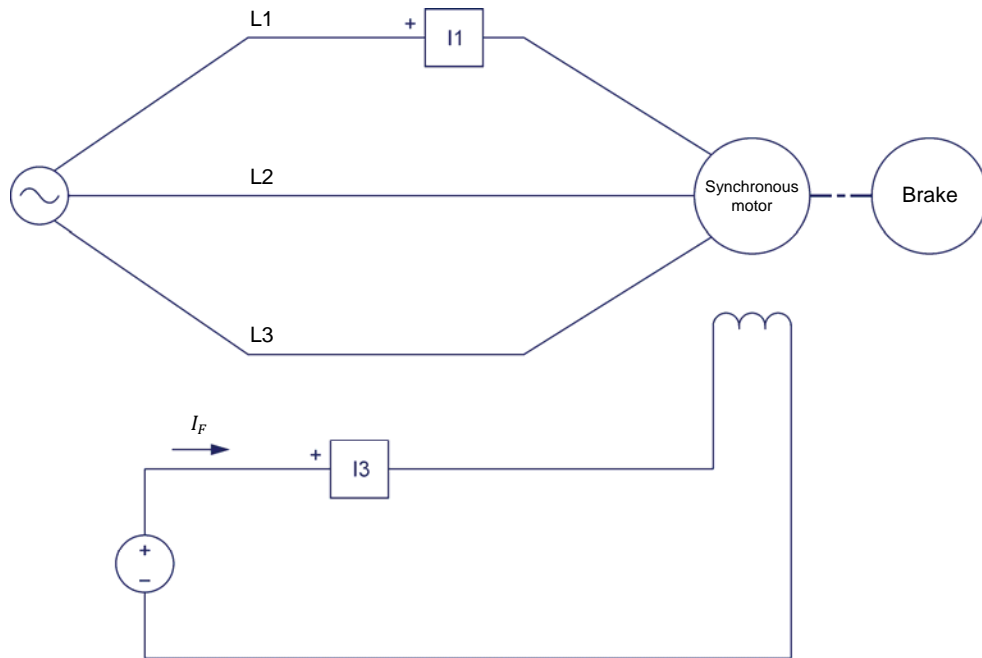 L1
+
I1
L2
Synchronous
motor
Brake
L3
I_F
+
I3
+
−